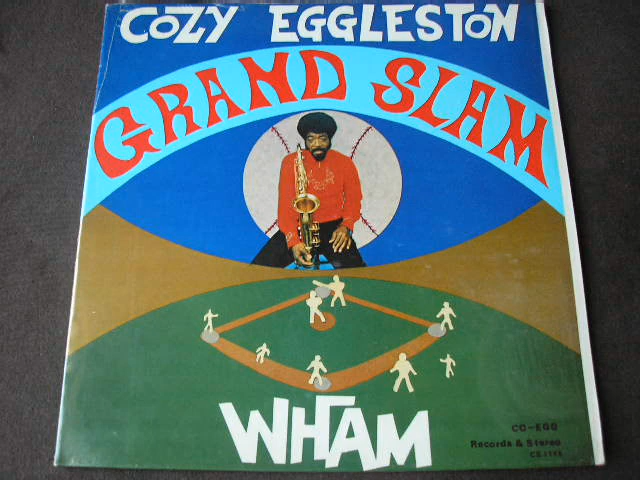 COZY EGGLESTON
GRAND SLAM
WHAM
CO-EGG
Records & Stereo